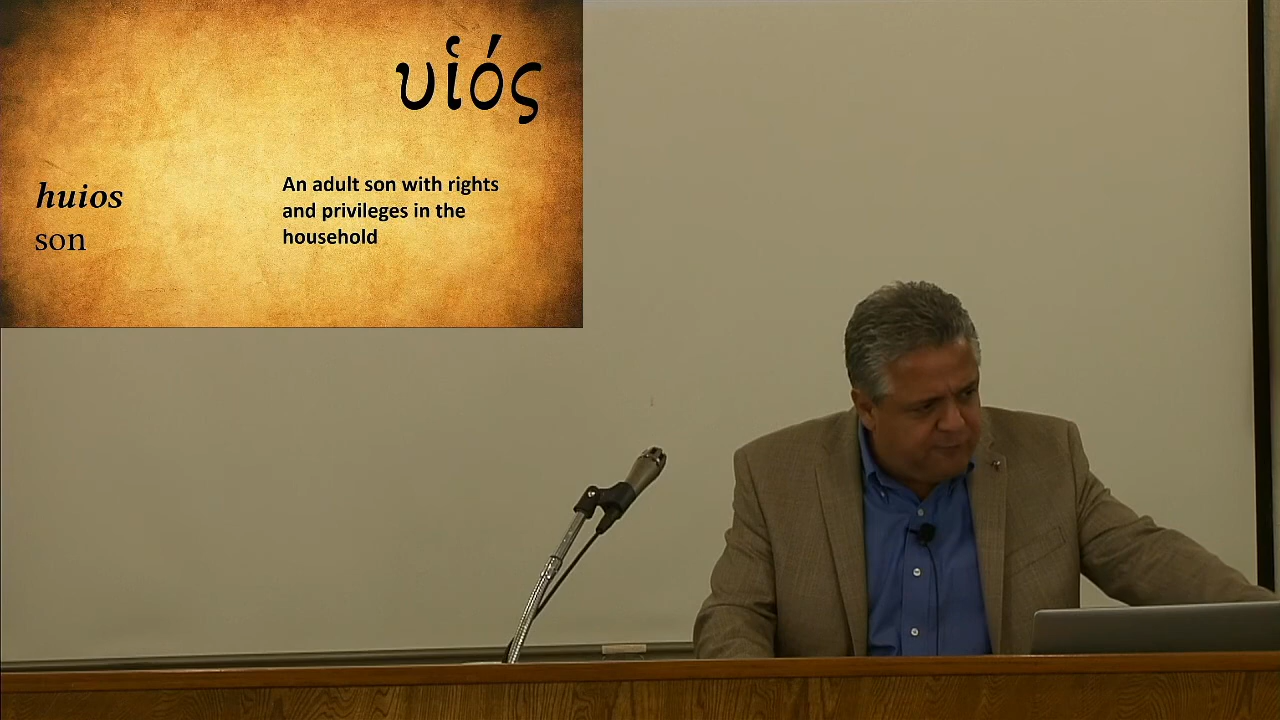 υἱός
huios
son
An adult son with rights
and privileges in the
household